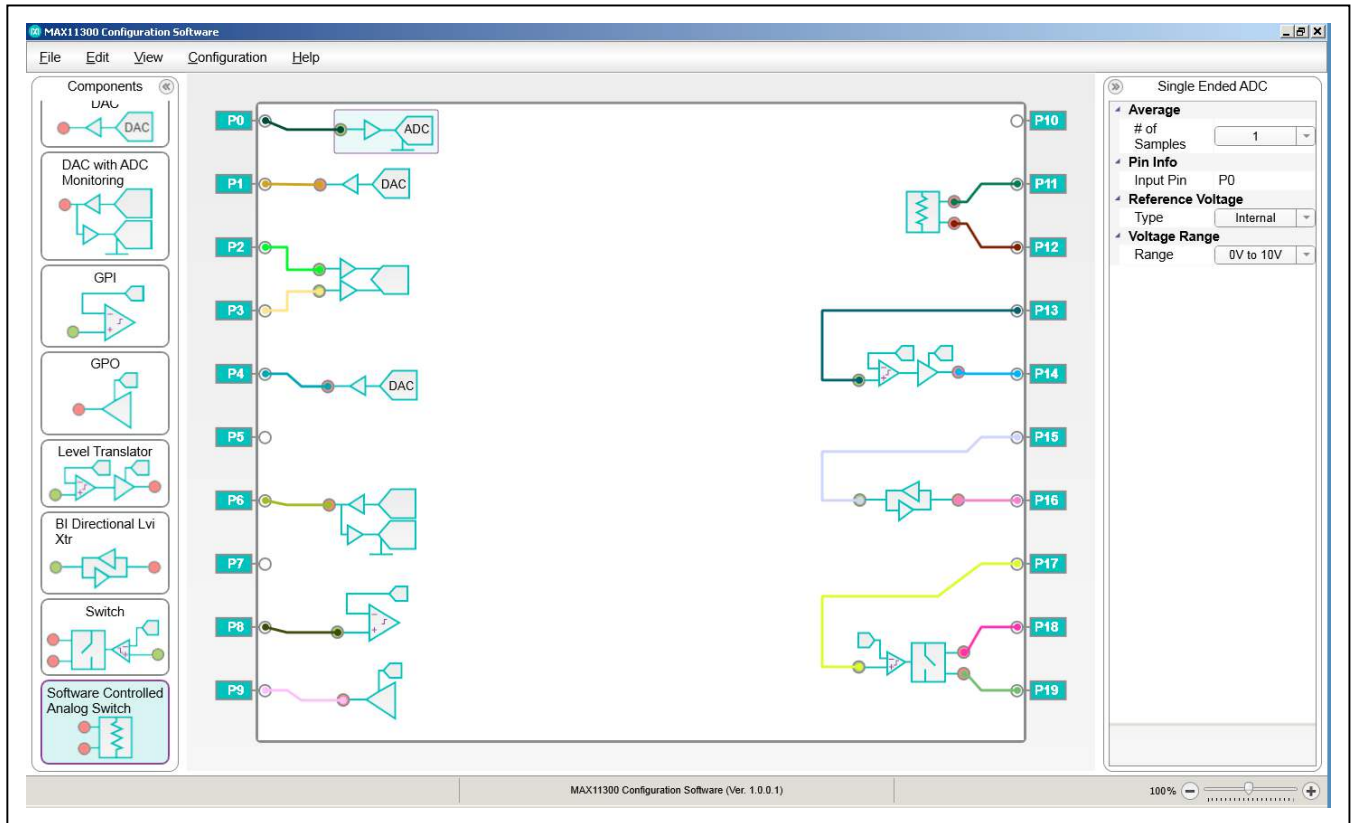 MAX11300 Configuration Software
File Edit View Configuration Help
Components
DAC
DAC
DAC with ADC
Monitoring
GPI
GPO
Level Translator
BI Directional Lvi
Xtr
Switch
Software Controlled
Analog Switch
P0
ADC
P1
DAC
P2
P3
P4
DAC
P5
P6
P7
P8
P9
P10
P11
P12
P13
P14
P15
P16
P17
P18
P19
Single Ended ADC
Average
# of
Samples 1
Pin Info
Input Pin P0
Reference Voltage
Type Internal
Voltage Range
Range 0V to 10V
MAX11300 Configuration Software (Ver. 1.0.0.1)
100%